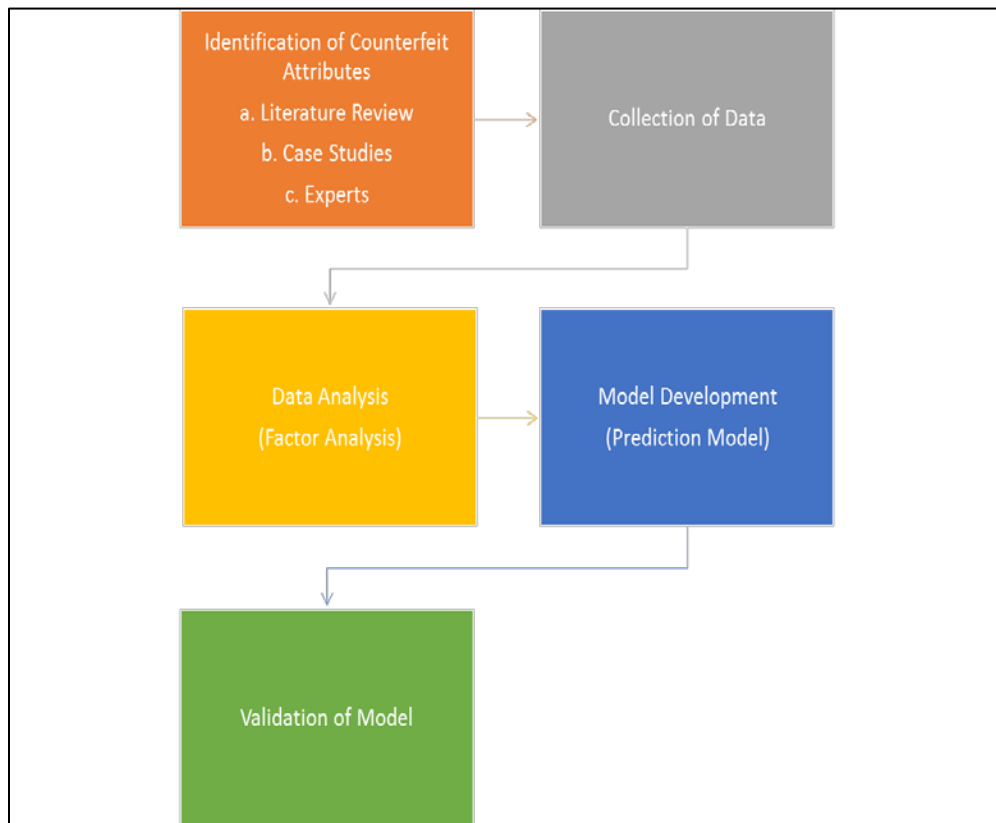 Identification of Counterfeit
Attributes
a. Literature Review
b. Case Studies
c. Experts
Collection of Data
Data Analysis
(Factor Analysis)
Model Development
(Prediction Model)
Validation of Model